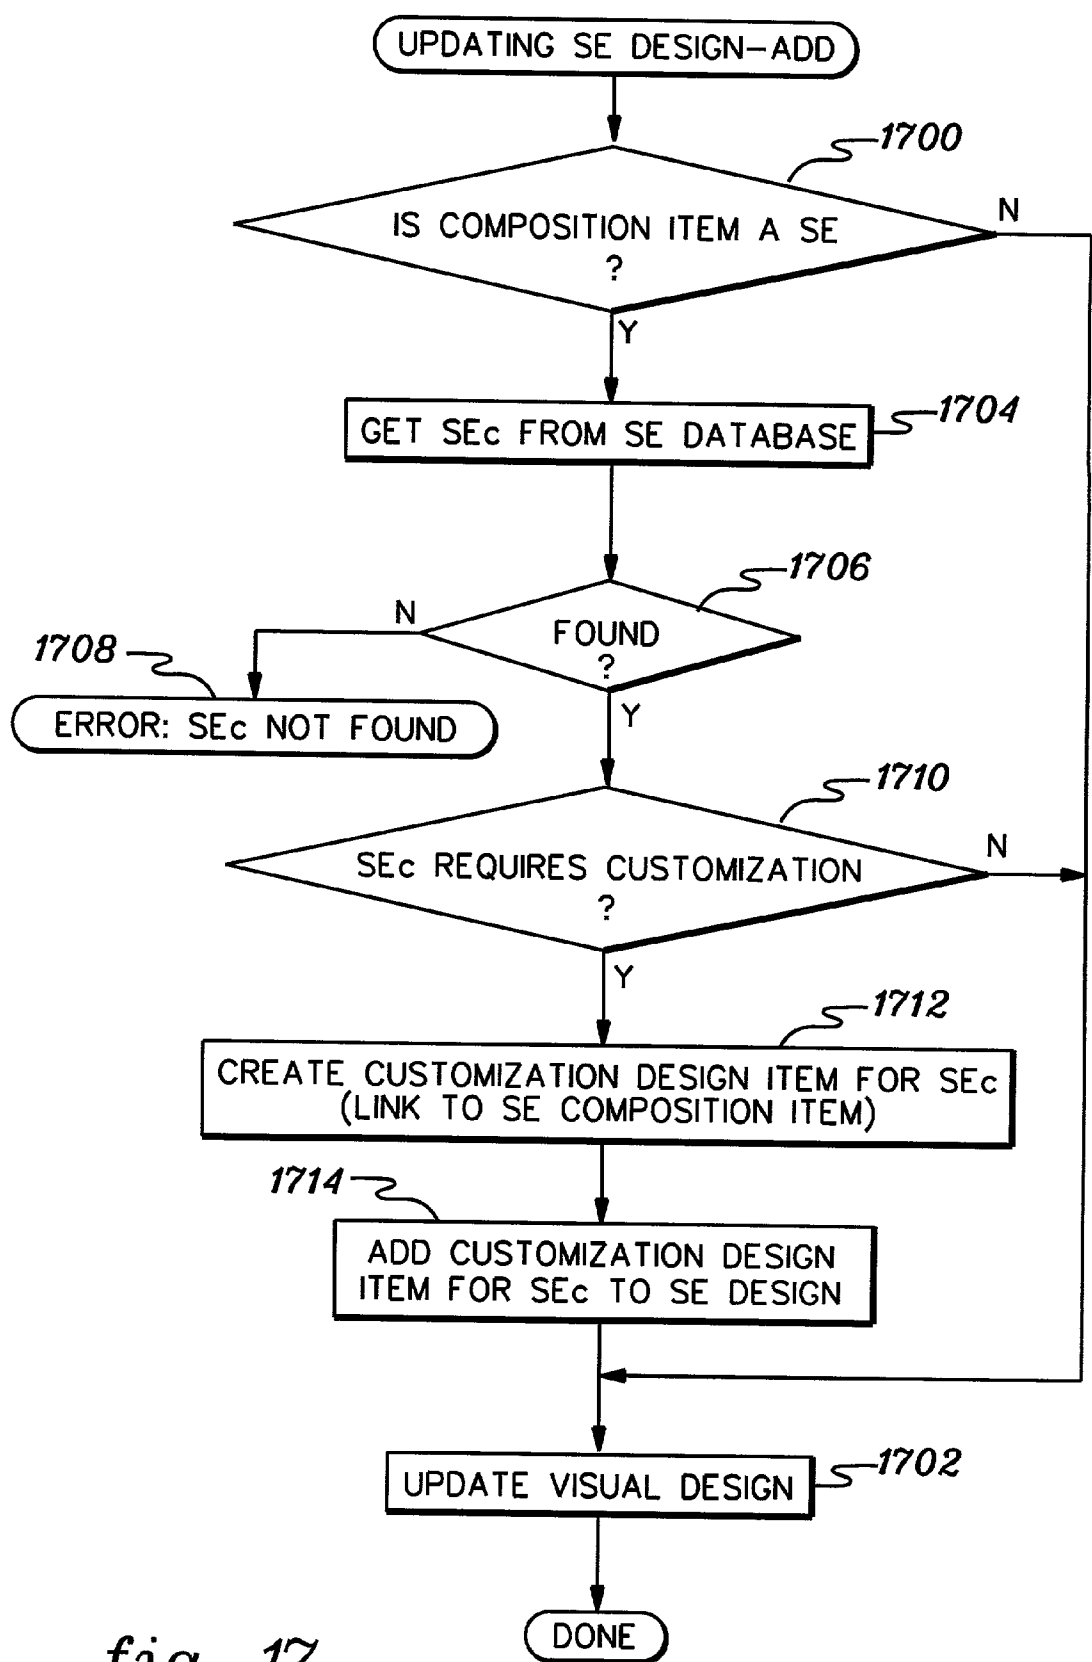 UPDATING SE DESIGN-ADD
1700
IS COMPOSITION ITEM A SE
?
N
Y
GET SEc FROM SE DATABASE
1704
1706
N
FOUND
?
1708
ERROR: SEc NOT FOUND
Y
1710
SEc REQUIRES CUSTOMIZATION
?
N
Y
1712
CREATE CUSTOMIZATION DESIGN ITEM FOR SEc
(LINK TO SE COMPOSITION ITEM)
1714
ADD CUSTOMIZATION DESIGN
ITEM FOR SEc TO SE DESIGN
UPDATE VISUAL DESIGN
1702
DONE
fig. 17